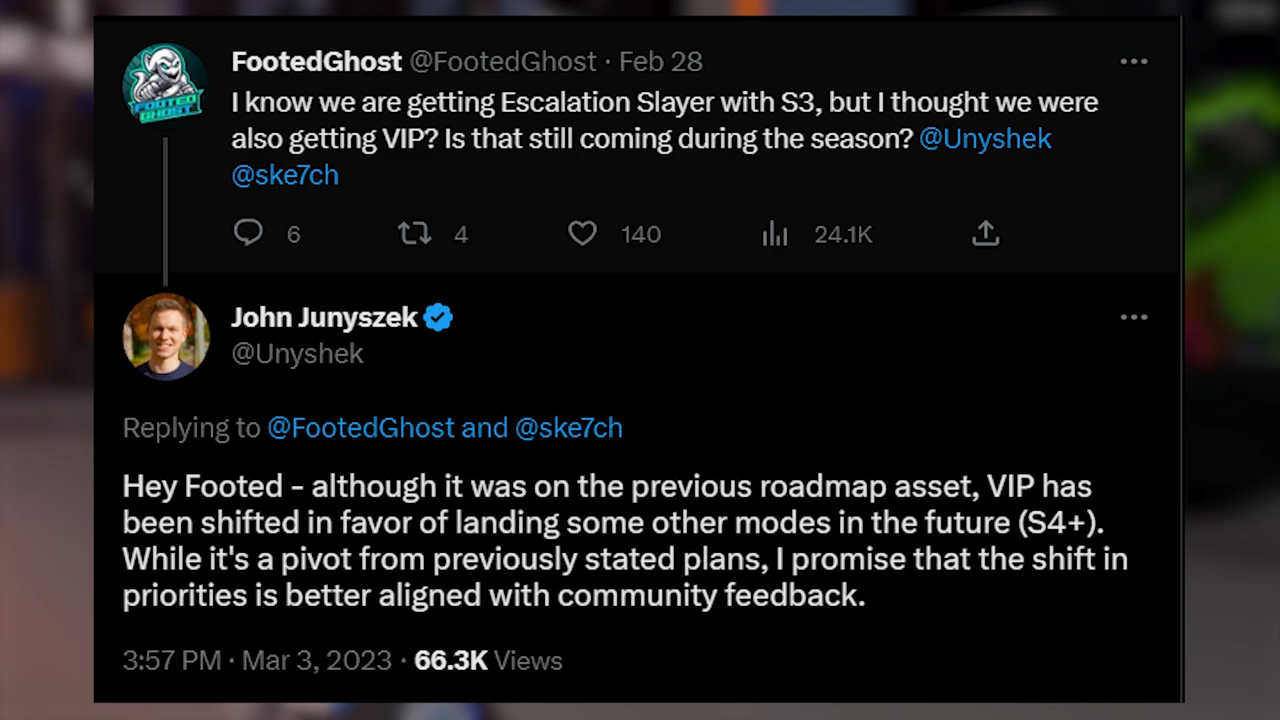 FootedGhost @FootedGhost · Feb 28
I know we are getting Escalation Slayer with S3, but I thought we were
also getting VIP? Is that still coming during the season? @Unyshek
@ske7ch
FOOTED
GHOST
6 4 140 24.1K
John Junyszek
@Unyshek
Replying to @FootedGhost and @ske7ch
Hey Footed – although it was on the previous roadmap asset, VIP has
been shifted in favor of landing some other modes in the future (S4+).
While it's a pivot from previously stated plans, I promise that the shift in
priorities is better aligned with community feedback.
3:57 PM · Mar 3, 2023 · 66.3K Views